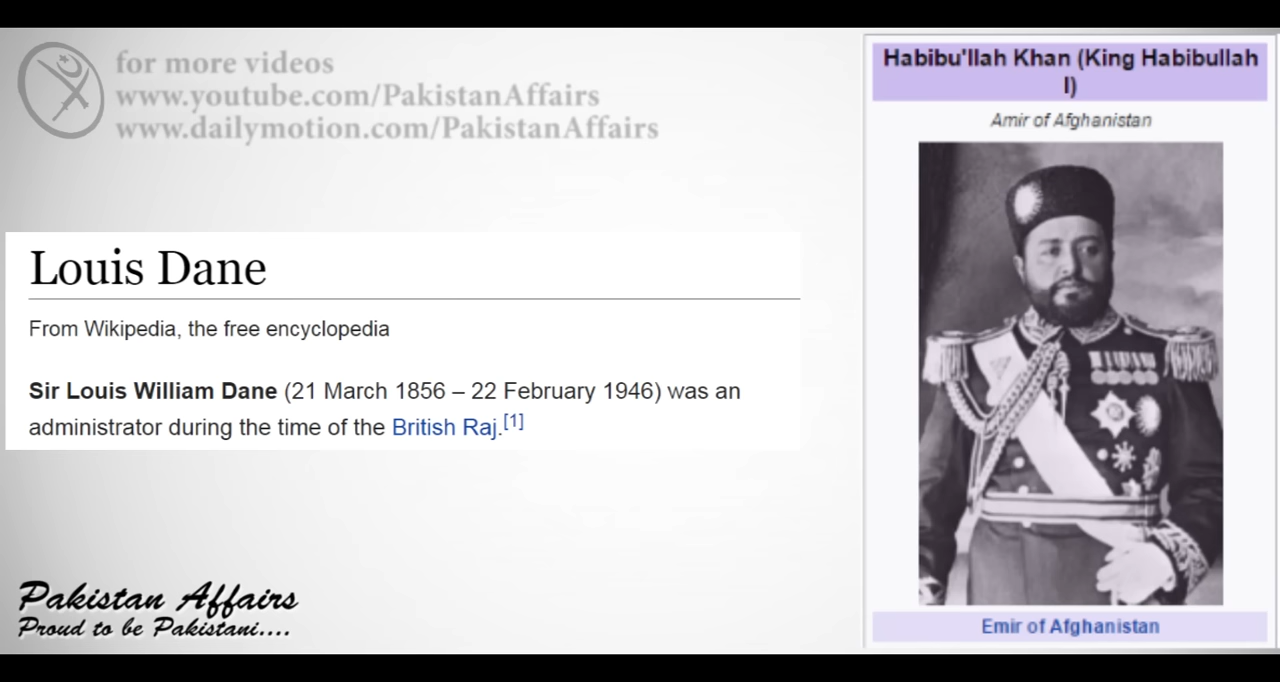 for more videos
www.youtube.com/PakistanAffairs
www.dailymotion.com/PakistanAffairs
Louis Dane
From Wikipedia, the free encyclopedia
Sir Louis William Dane (21 March 1856 – 22 February 1946) was an
administrator during the time of the British Raj.[1]
Pakistan Affairs
Proud to be Pakistani....
Habibu'llah Khan (King Habibullah
I)
Amir of Afghanistan
Emir of Afghanistan